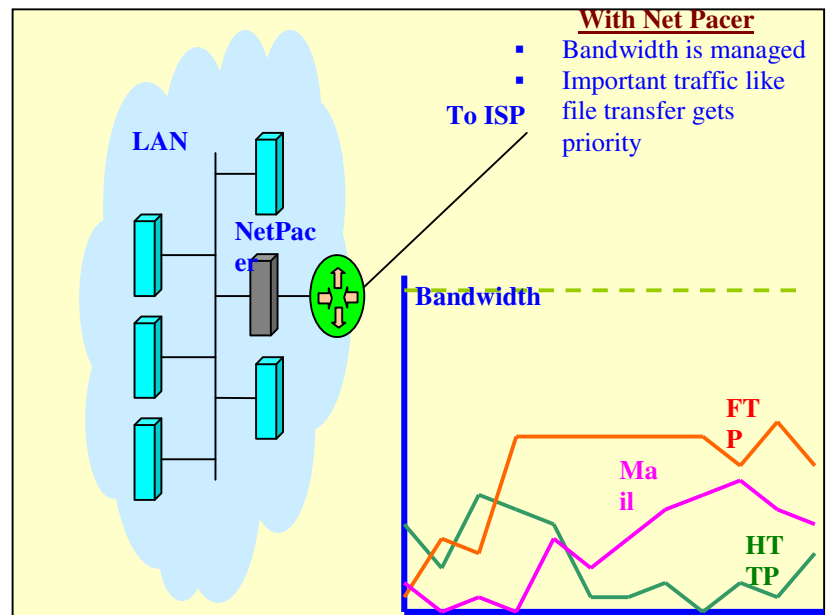 With Net Pacer
▪ Bandwidth is managed
▪ Important traffic like
file transfer gets
priority
To ISP
LAN
NetPac
er
Bandwidth
FT
P
Ma
il
HT
TP